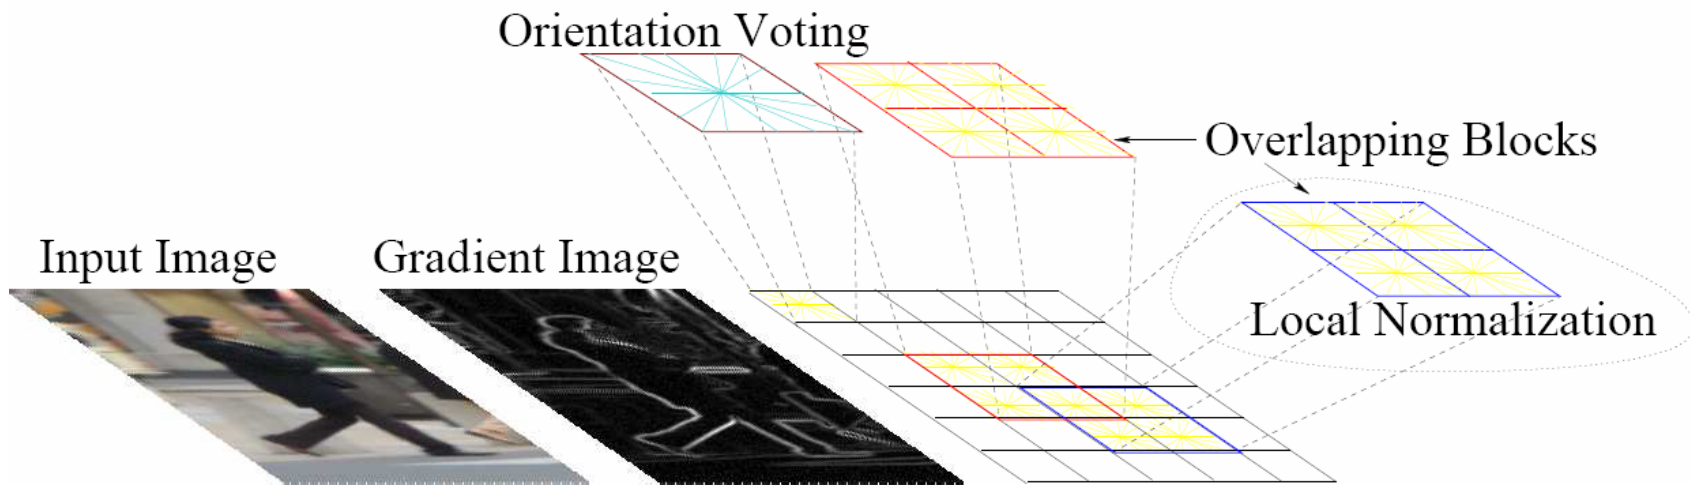 Orientation Voting
Overlapping Blocks
Input Image
Gradient Image
Local Normalization